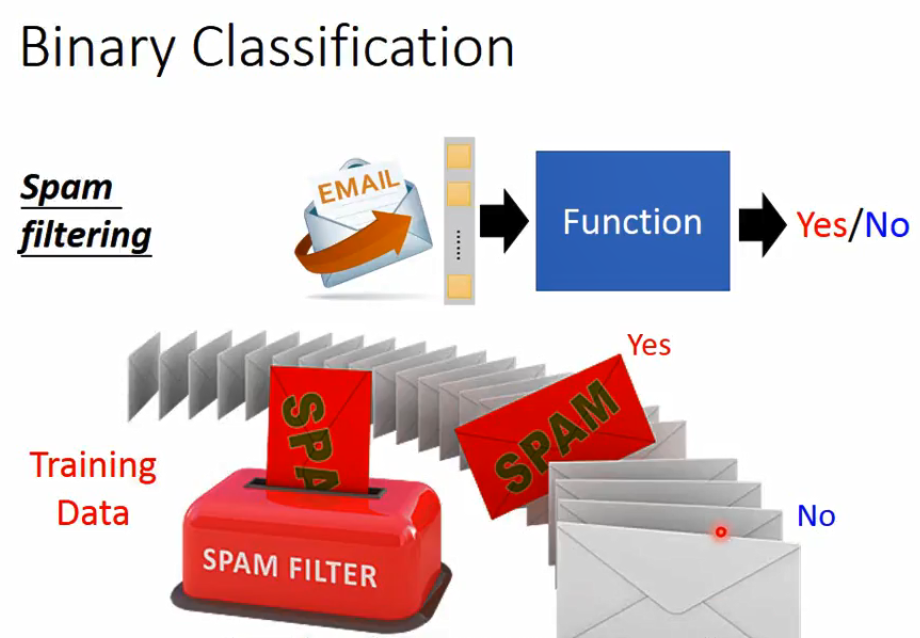 Binary Classification
Spam
filtering
EMAIL
Function
Yes/No
Yes
SPAM
SPA
Training
Data
No
SPAM FILTER